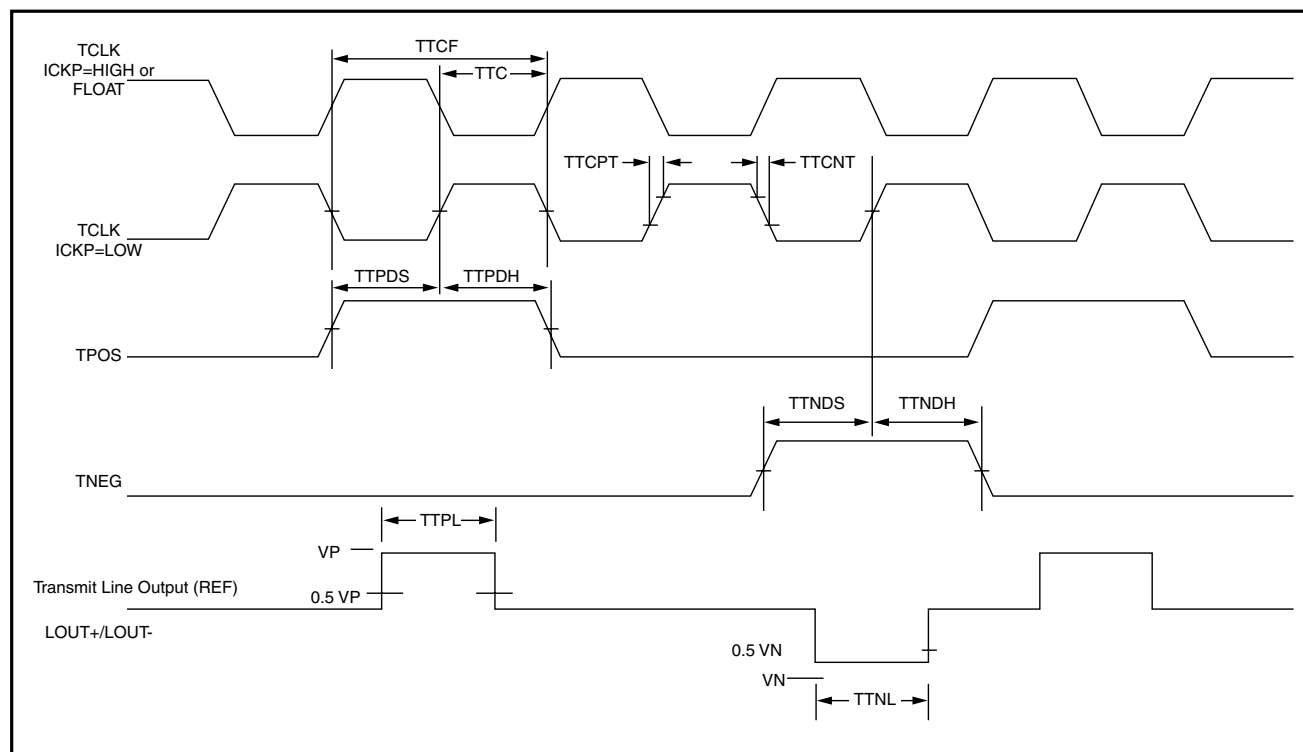 TCLK
ICKP=HIGH or
FLOAT
TTCF
TTC
TTCPT
TTCNT
TCLK
ICKP=LOW
TTPDS
TTPDH
TPOS
TTNDS
TTNDH
TNEG
TTPL
VP
Transmit Line Output (REF)
0.5 VP
LOUT+/LOUT-
0.5 VN
VN
TTNL